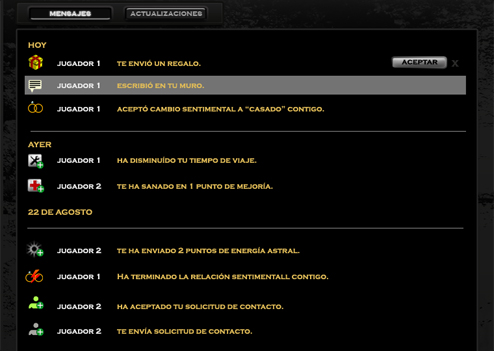 MENSAJES
ACTUALIZACIONES
HOY
JUGADOR 1 TE ENVIÓ UN REGALO. ACEPTAR X
JUGADOR 1 ESCRIBIÓ EN TU MURO.
JUGADOR 1 ACEPTÓ CAMBIO SENTIMENTAL A "CASADO" CONTIGO.
AYER
JUGADOR 1 HA DISMINUÍDO TU TIEMPO DE VIAJE.
JUGADOR 2 TE HA SANADO EN 1 PUNTO DE MEJORÍA.
22 DE AGOSTO
JUGADOR 2 TE HA ENVIADO 2 PUNTOS DE ENERGÍA ASTRAL.
JUGADOR 1 HA TERMINADO LA RELACIÓN SENTIMENTALL CONTIGO.
JUGADOR 2 HA ACEPTADO TU SOLICITUD DE CONTACTO.
JUGADOR 2 TE ENVÍA SOLICITUD DE CONTACTO.